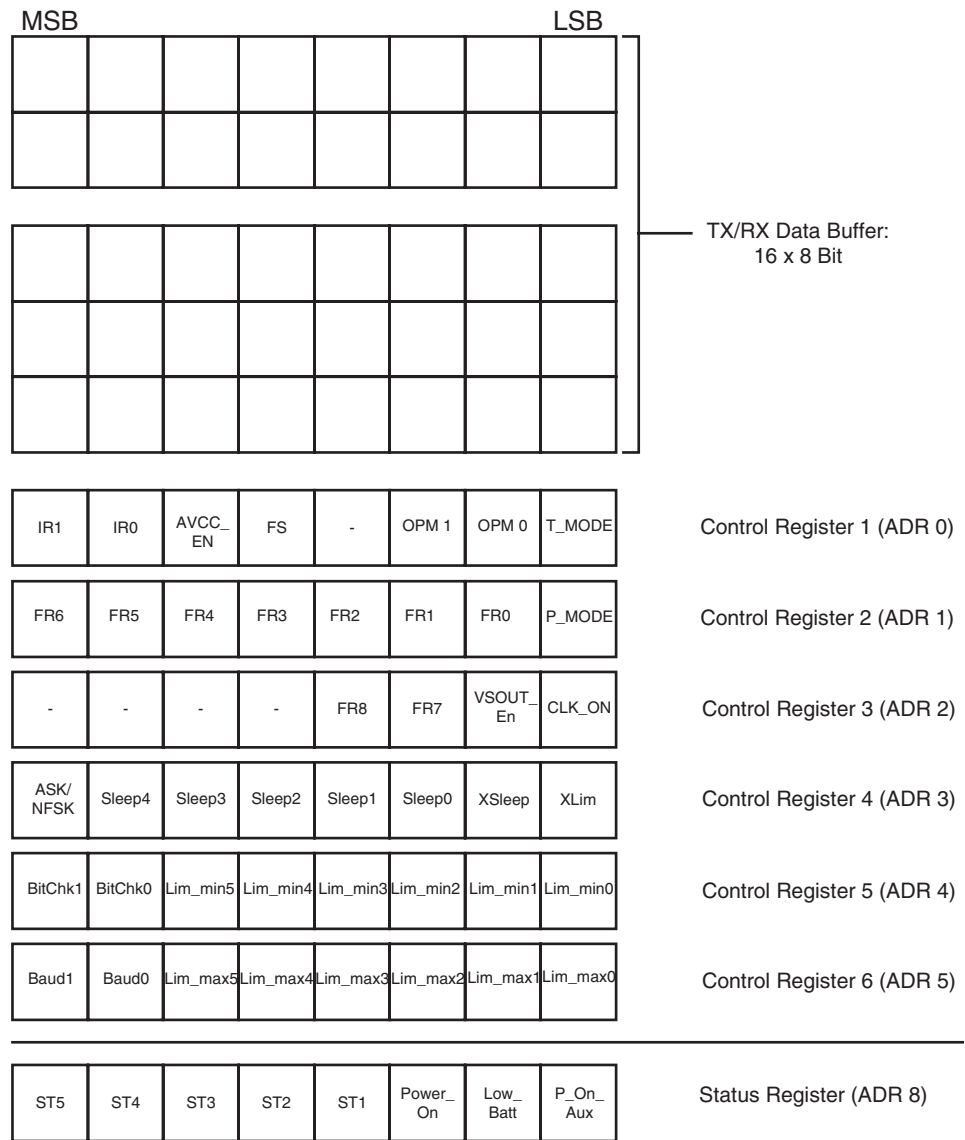 MSB LSB
TX/RX Data Buffer:
16 x 8 Bit
IR1 IR0 AVCC_ EN FS - OPM 1 OPM 0 T_MODE Control Register 1 (ADR 0)
FR6 FR5 FR4 FR3 FR2 FR1 FR0 P_MODE Control Register 2 (ADR 1)
- - - - FR8 FR7 VSOUT_ En CLK_ON Control Register 3 (ADR 2)
ASK/ NFSK Sleep4 Sleep3 Sleep2 Sleep1 Sleep0 XSleep XLim Control Register 4 (ADR 3)
BitChk1 BitChk0 Lim_min5 Lim_min4 Lim_min3 Lim_min2 Lim_min1 Lim_min0 Control Register 5 (ADR 4)
Baud1 Baud0 Lim_max5 Lim_max4 Lim_max3 Lim_max2 Lim_max1 Lim_max0 Control Register 6 (ADR 5)
ST5 ST4 ST3 ST2 ST1 Power_ On Low_ Batt P_On_ Aux Status Register (ADR 8)